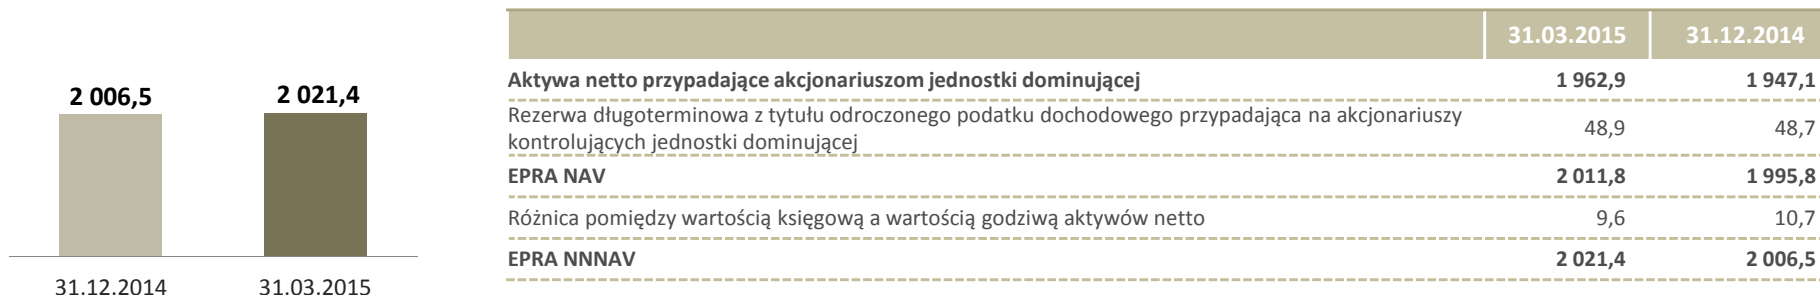 2 006,5
2 021,4
31.12.2014
31.03.2015
31.03.2015 31.12.2014
Aktywa netto przypadające akcjonariuszom jednostki dominującej 1 962,9 1 947,1
Rezerwa długoterminowa z tytułu odroczonego podatku dochodowego przypadająca na akcjonariuszy
kontrolujących jednostki dominującej 48,9 48,7
EPRA NAV 2 011,8 1 995,8
Różnica pomiędzy wartością księgową a wartością godziwą aktywów netto 9,6 10,7
EPRA NNNAV 2 021,4 2 006,5